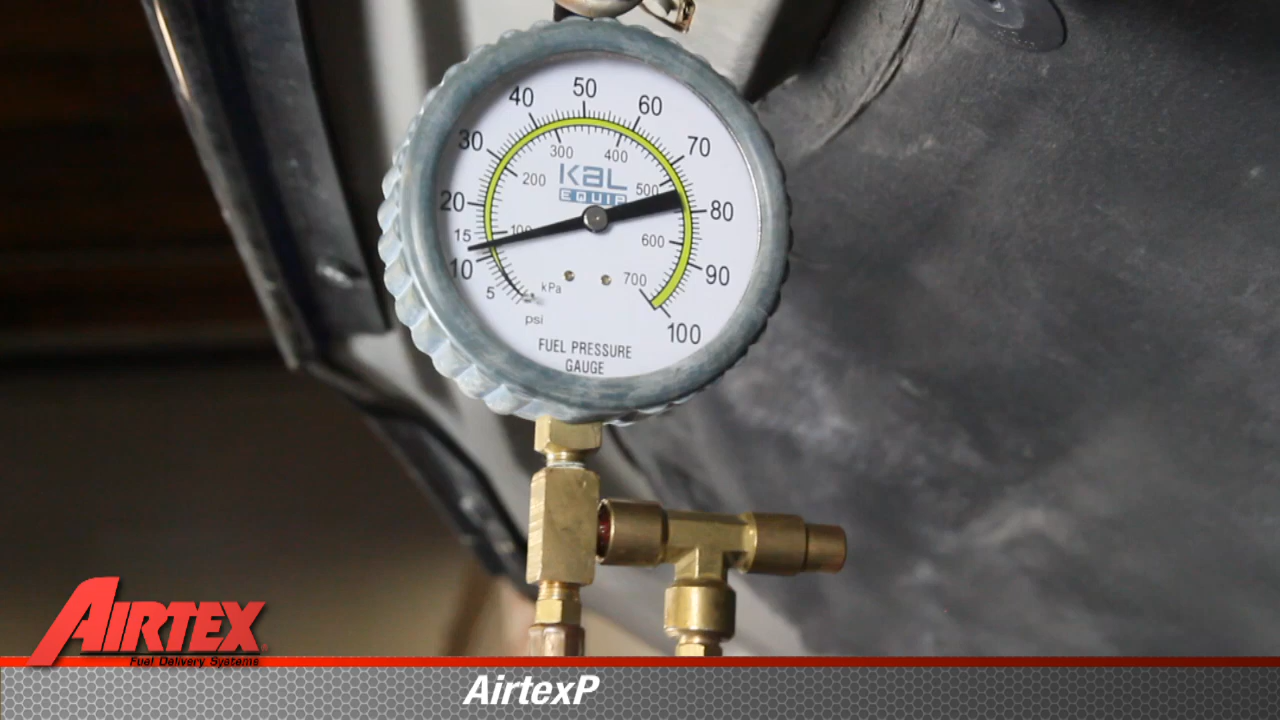 50
40
60
30
70
300
400
KAL
EQUIP
200
500
20
80
15
100
600
10
90
700
5
kPa
psi
100
FUEL PRESSURE
GAUGE
AIRTEX
Fuel Delivery Systems
AirtexP